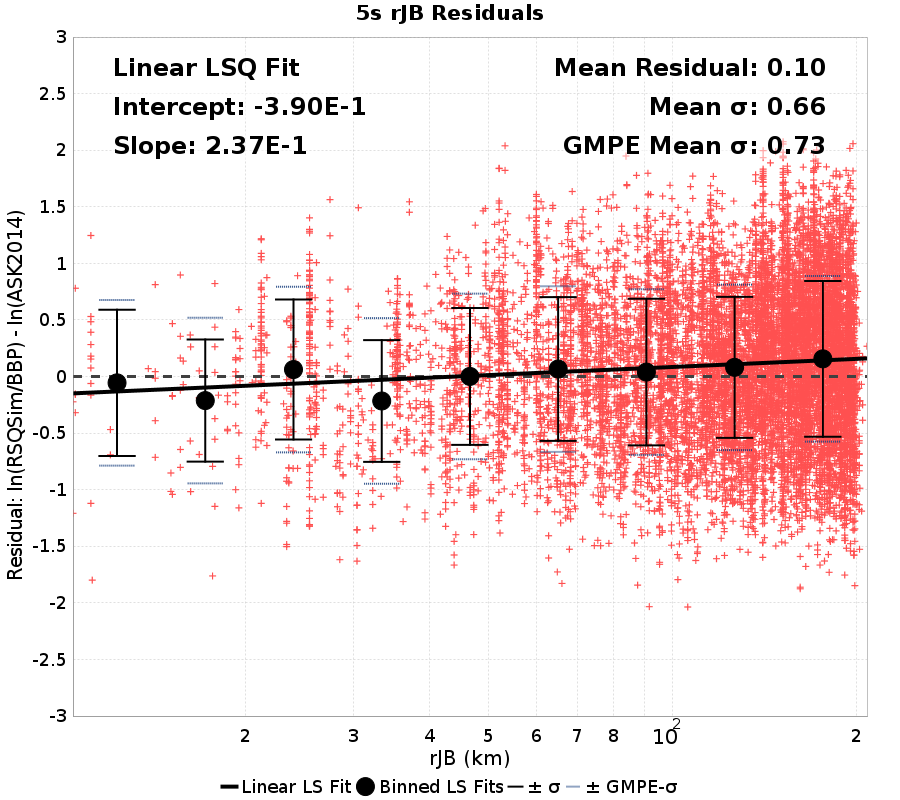 5s rJB Residuals
Linear LSQ Fit
Intercept: -3.90E-1
Slope: 2.37E-1
Mean Residual: 0.10
Mean σ: 0.66
GMPE Mean σ: 0.73
Residual: ln(RSQSim/BBP) - ln(ASK2014)
3
2.5
2
1.5
1
0.5
0
-0.5
-1
-1.5
-2
-2.5
-3
2 3 4 5 6 7 8 10² 2
rJB (km)
Linear LS Fit Binned LS Fits ± σ ± GMPE-σ